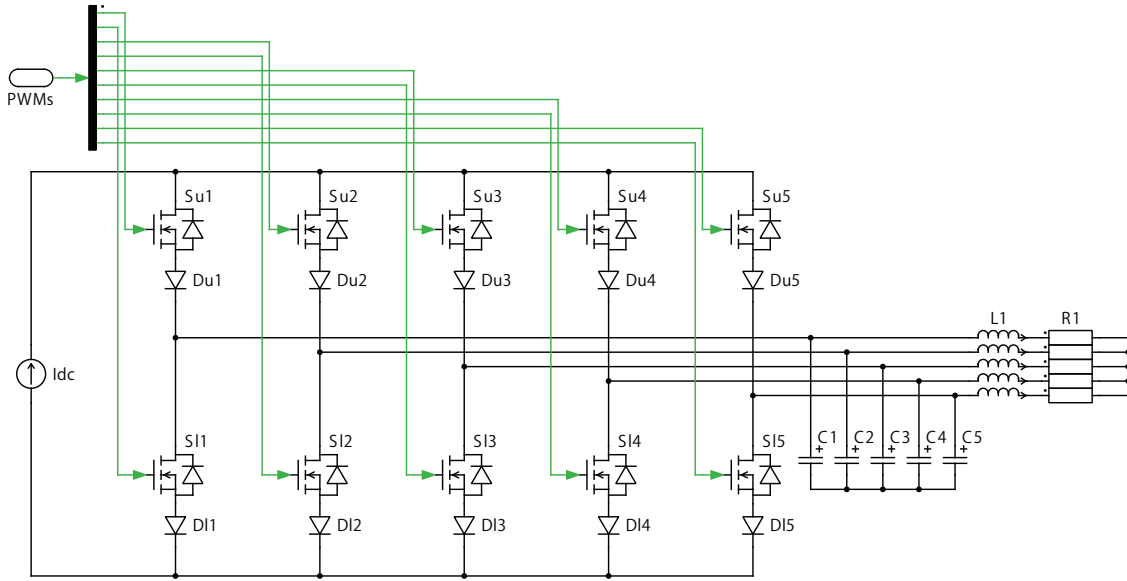 PWMs
Su1 Su2 Su3 Su4 Su5
Du1 Du2 Du3 Du4 Du5
L1 R1
Idc
Sl1 Sl2 Sl3 Sl4 Sl5
C1 C2 C3 C4 C5
+ + + + +
Dl1 Dl2 Dl3 Dl4 Dl5